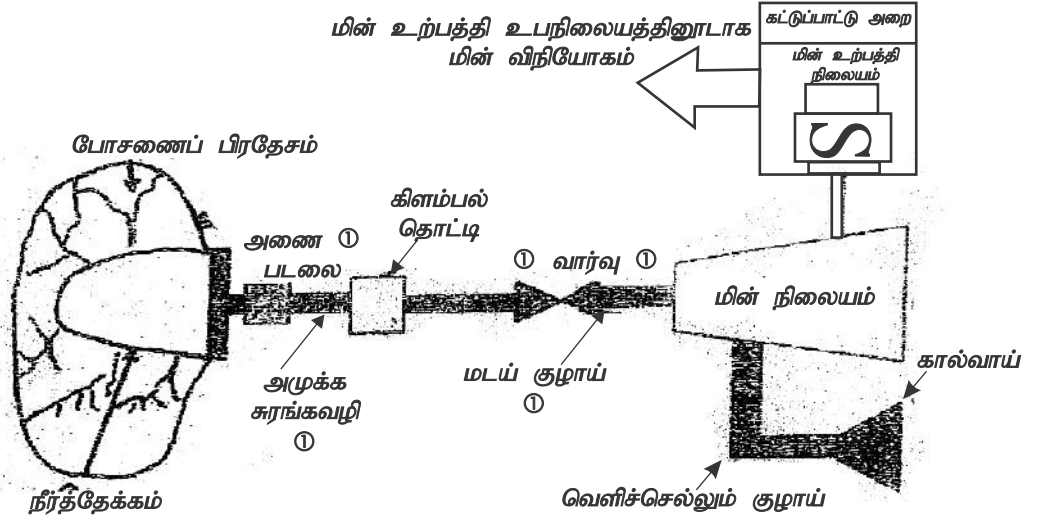 மின் உற்பத்தி உபநிலையத்தினூடாக
மின் விநியோகம்
கட்டுப்பாட்டு அறை
மின் உற்பத்தி
நிலையம்
S
போசணைப் பிரதேசம்
கிளம்பல்
தொட்டி
அணை ①
படலை
① வார்வு ①
மின் நிலையம்
அமுக்க
சுரங்கவழி
①
மடய் குழாய்
①
கால்வாய்
வெளிச்செல்லும் குழாய்
நீர்த்தேக்கம்